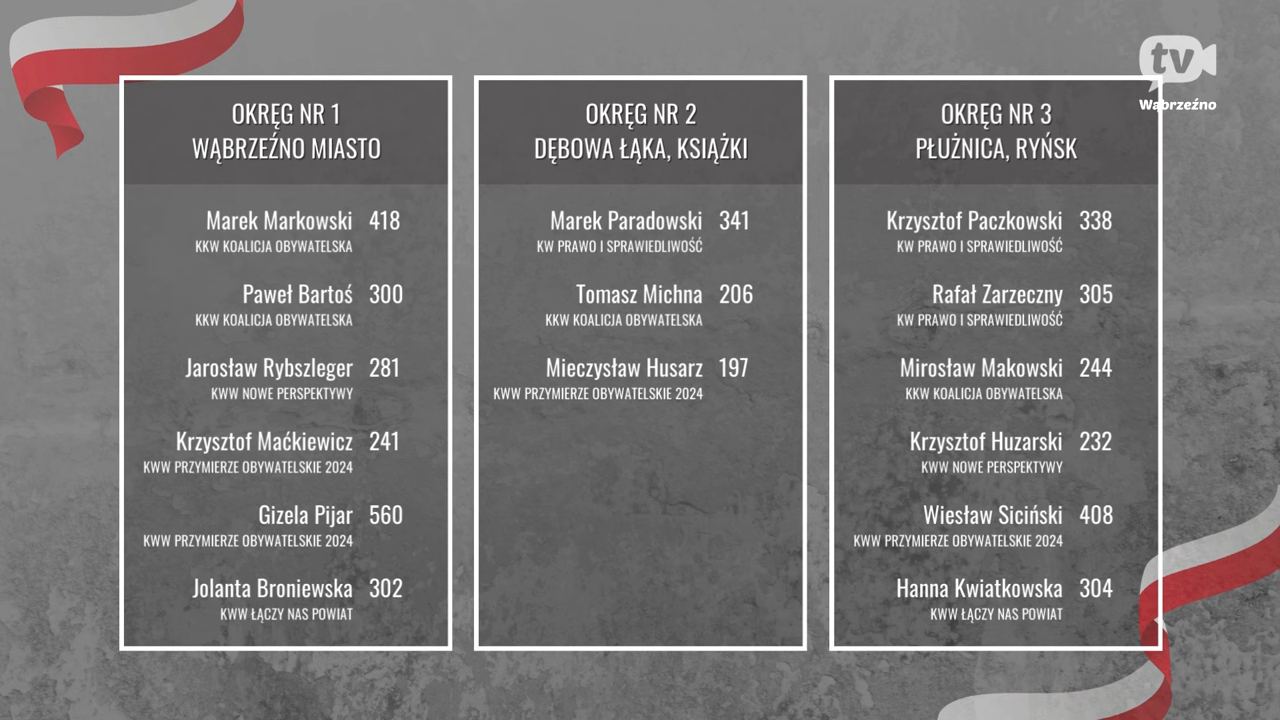 tv
Wąbrzeźno
OKRĘG NR 1
WĄBRZEŹNO MIASTO
Marek Markowski 418
KKW KOALICJA OBYWATELSKA
Paweł Bartoś 300
KKW KOALICJA OBYWATELSKA
Jarosław Rybszleger 281
KWW NOWE PERSPEKTYWY
Krzysztof Maćkiewicz 241
KWW PRZYMIERZE OBYWATELSKIE 2024
Gizela Pijar 560
KWW PRZYMIERZE OBYWATELSKIE 2024
Jolanta Broniewska 302
KWW ŁĄCZY NAS POWIAT
OKRĘG NR 2
DĘBOWA ŁĄKA, KSIĄŻKI
Marek Paradowski 341
KW PRAWO I SPRAWIEDLIWOŚĆ
Tomasz Michna 206
KKW KOALICJA OBYWATELSKA
Mieczysław Husarz 197
KWW PRZYMIERZE OBYWATELSKIE 2024
OKRĘG NR 3
PŁUŻNICA, RYŃSK
Krzysztof Paczkowski 338
KW PRAWO I SPRAWIEDLIWOŚĆ
Rafał Zarzeczny 305
KW PRAWO I SPRAWIEDLIWOŚĆ
Mirosław Makowski 244
KKW KOALICJA OBYWATELSKA
Krzysztof Huzarski 232
KWW NOWE PERSPEKTYWY
Wiesław Siciński 408
KWW PRZYMIERZE OBYWATELSKIE 2024
Hanna Kwiatkowska 304
KWW ŁĄCZY NAS POWIAT